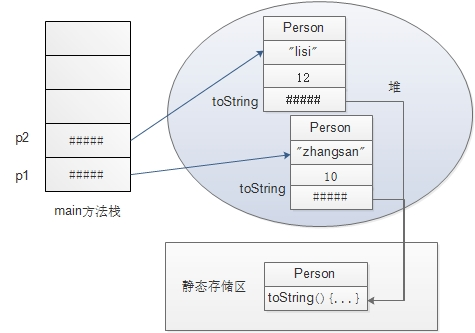 Person
"lisi"
12
toString
#####
堆
p2
#####
Person
"zhangsan"
10
p1
#####
toString
#####
main方法栈
静态存储区
Person
toString(){...}